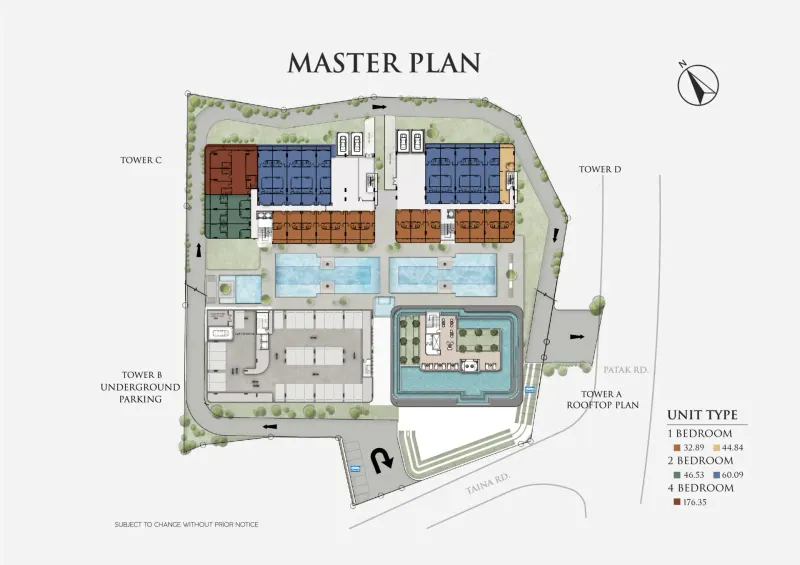 MASTER PLAN
N
TOWER C
TOWER D
TOWER B
UNDERGROUND
PARKING
PATAK RD.
TOWER A
ROOFTOP PLAN
TAINA RD.
UNIT TYPE
1 BEDROOM
32.89 44.84
2 BEDROOM
46.53 60.09
4 BEDROOM
176.35
SUBJECT TO CHANGE WITHOUT PRIOR NOTICE